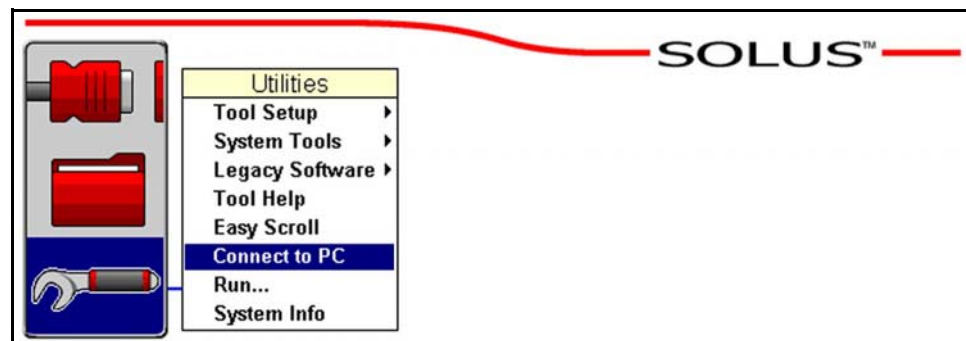 SOLUS™
Utilities
Tool Setup
System Tools
Legacy Software
Tool Help
Easy Scroll
Connect to PC
Run...
System Info